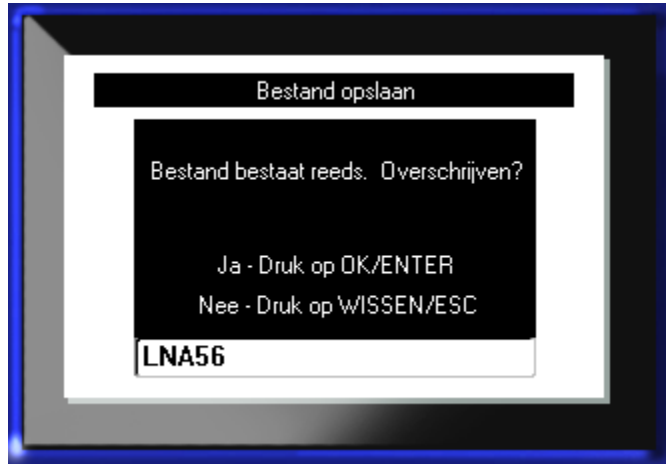 Bestand opslaan
Bestand bestaat reeds. Overschrijven?
Ja - Druk op OK/ENTER
Nee - Druk op WISSEN/ESC
LNA56